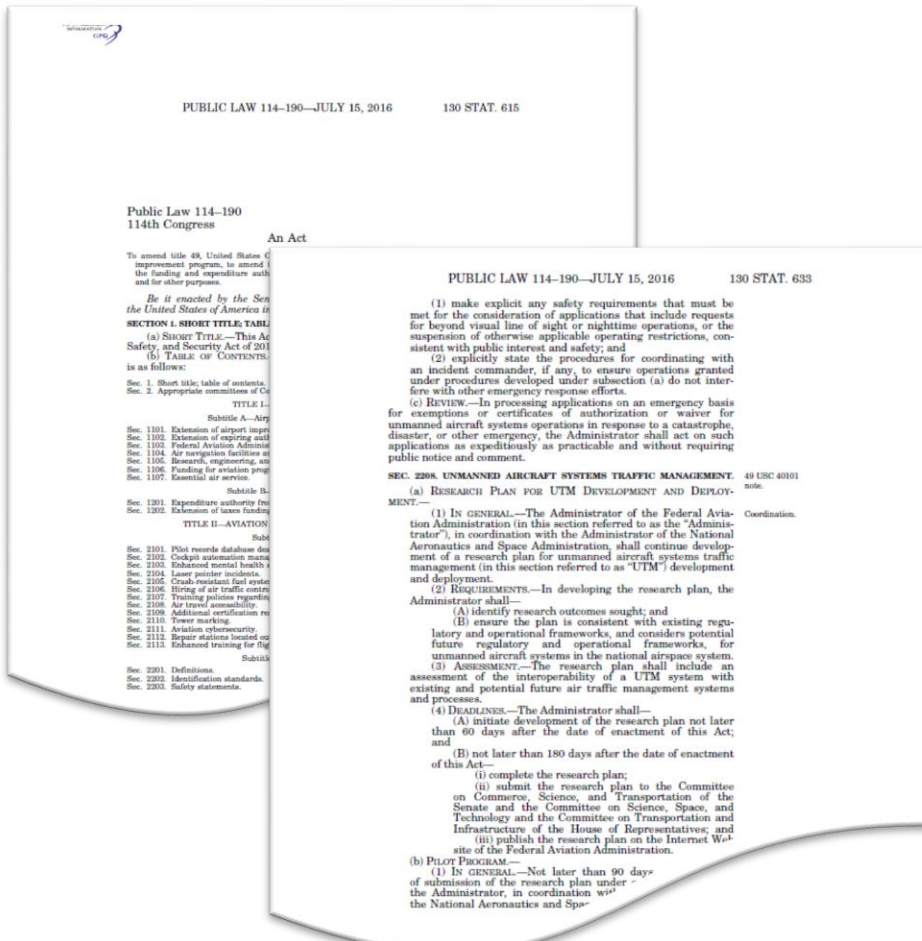 GPO
PUBLIC LAW 114–190—JULY 15, 2016 130 STAT. 615
Public Law 114–190
114th Congress
An Act
To amend title 49, United States C
improvement program, to amend
the funding and expenditure auth
and for other purposes.
Be it enacted by the Sen
the United States of America in
SECTION 1. SHORT TITLE; TABL
(a) SHORT TITLE.—This Ac
Safety, and Security Act of 201
(b) TABLE OF CONTENTS.
is as follows:
Sec. 1. Short title; table of contents.
Sec. 2. Appropriate committees of Co
TITLE I—
Subtitle A—Airp
Sec. 1101. Extension of airport impro
Sec. 1102. Extension of expiring auth
Sec. 1103. Federal Aviation Adminis
Sec. 1104. Air navigation facilities a
Sec. 1105. Research, engineering, an
Sec. 1106. Funding for aviation prog
Sec. 1107. Essential air service.
Subtitle B—
Sec. 1201. Expenditure authority fro
Sec. 1202. Extension of taxes funding
TITLE II—AVIATION
Subt
Sec. 2101. Pilot records database dea
Sec. 2102. Cockpit automation mana
Sec. 2103. Enhanced mental health s
Sec. 2104. Laser pointer incidents.
Sec. 2105. Crash-resistant fuel syste
Sec. 2106. Hiring of air traffic contro
Sec. 2107. Training policies regardin
Sec. 2108. Air travel accessibility.
Sec. 2109. Additional certification re
Sec. 2110. Tower marking.
Sec. 2111. Aviation cybersecurity.
Sec. 2112. Repair stations located ou
Sec. 2113. Enhanced training for flig
Subtitle
Sec. 2201. Definitions.
Sec. 2202. Identification standards.
Sec. 2203. Safety statements.
PUBLIC LAW 114–190—JULY 15, 2016 130 STAT. 633
(1) make explicit any safety requirements that must be
met for the consideration of applications that include requests
for beyond visual line of sight or nighttime operations, or the
suspension of otherwise applicable operating restrictions, con-
sistent with public interest and safety; and
(2) explicitly state the procedures for coordinating with
an incident commander, if any, to ensure operations granted
under procedures developed under subsection (a) do not inter-
fere with other emergency response efforts.
(c) REVIEW.—In processing applications on an emergency basis
for exemptions or certificates of authorization or waiver for
unmanned aircraft systems operations in response to a catastrophe,
disaster, or other emergency, the Administrator shall act on such
applications as expeditiously as practicable and without requiring
public notice and comment.
SEC. 2208. UNMANNED AIRCRAFT SYSTEMS TRAFFIC MANAGEMENT. 49 USC 40101
note.
(a) RESEARCH PLAN FOR UTM DEVELOPMENT AND DEPLOY-
MENT.—
(1) IN GENERAL.—The Administrator of the Federal Avia- Coordination.
tion Administration (in this section referred to as the “Adminis-
trator”), in coordination with the Administrator of the National
Aeronautics and Space Administration, shall continue develop-
ment of a research plan for unmanned aircraft systems traffic
management (in this section referred to as “UTM”) development
and deployment.
(2) REQUIREMENTS.—In developing the research plan, the
Administrator shall—
(A) identify research outcomes sought; and
(B) ensure the plan is consistent with existing regu-
latory and operational frameworks, and considers potential
future regulatory and operational frameworks, for
unmanned aircraft systems in the national airspace system.
(3) ASSESSMENT.—The research plan shall include an
assessment of the interoperability of a UTM system with
existing and potential future air traffic management systems
and processes.
(4) DEADLINES.—The Administrator shall—
(A) initiate development of the research plan not later
than 60 days after the date of enactment of this Act;
and
(B) not later than 180 days after the date of enactment
of this Act—
(i) complete the research plan;
(ii) submit the research plan to the Committee
on Commerce, Science, and Transportation of the
Senate and the Committee on Science, Space, and
Technology and the Committee on Transportation and
Infrastructure of the House of Representatives; and
(iii) publish the research plan on the Internet Web
site of the Federal Aviation Administration.
(b) PILOT PROGRAM.—
(1) IN GENERAL.—Not later than 90 days
of submission of the research plan under
the Administrator, in coordination wit
the National Aeronautics and Spa